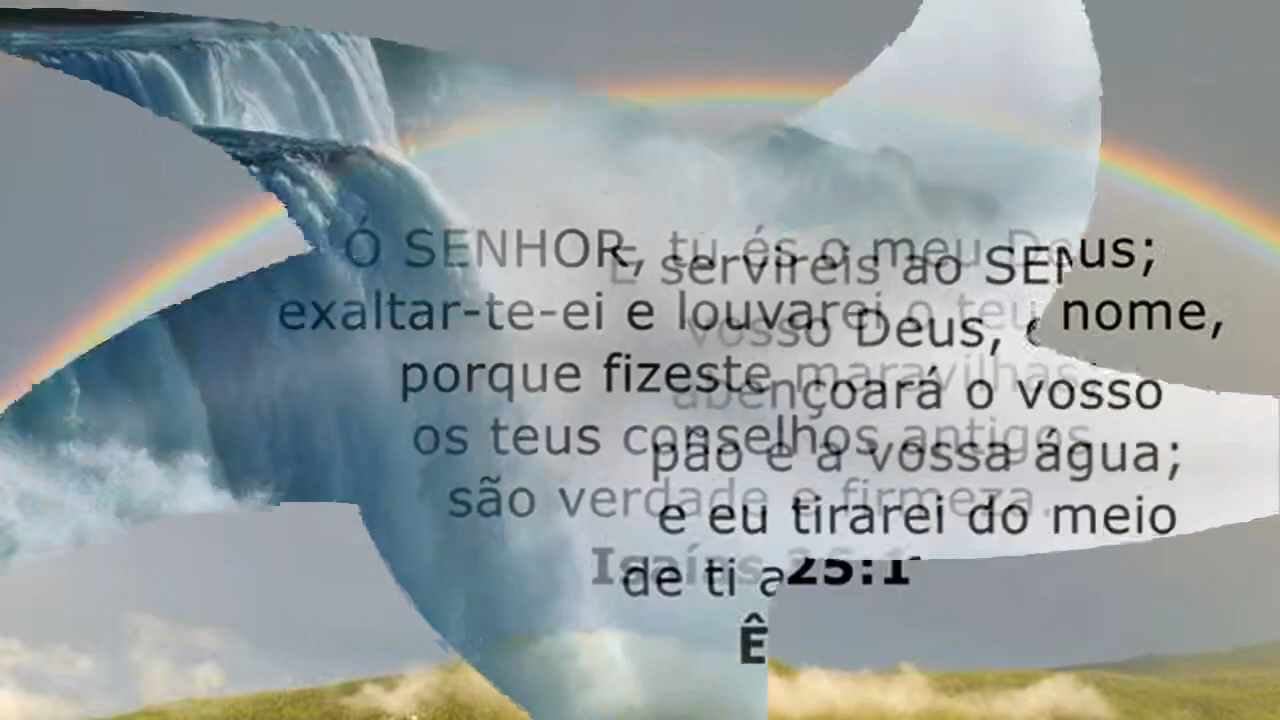 Ó SENHOR, tu és o meu Deus;
exaltar-te-ei e louvarei o teu nome,
porque fizeste maravilhas
os teus conselhos antigos
são verdade e firmeza.
Isaías 25:1
E servireis ao SEN
vosso Deus,
abençoará o vosso
pão e a vossa água;
e eu tirarei do meio
de ti a
Ê